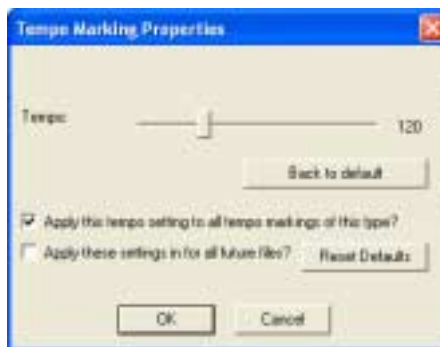 Tempo Marking Properties
Tempo: 120
Back to default
Apply this tempo setting to all tempo markings of this type?
Apply these settings in for all future files? Reset Defaults
OK Cancel